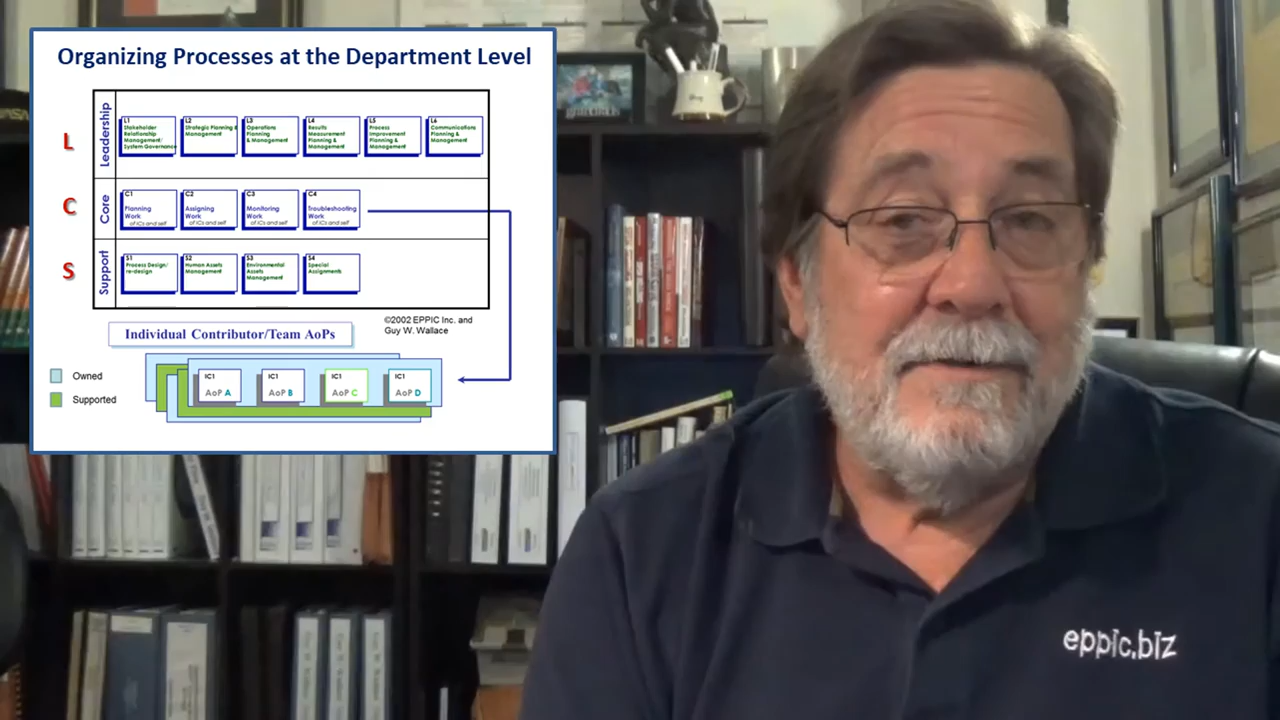 Organizing Processes at the Department Level
L
Leadership
L1
Stakeholder
Relationship
Management/
System Governance
L2
Strategic Planning &
Management
L3
Operations
Planning
& Management
L4
Results
Measurement
Planning &
Management
L5
Process
Improvement
Planning &
Management
L6
Communications
Planning &
Management
C
Core
C1
Planning
Work
of ICs and self
C2
Assigning
Work
of ICs and self
C3
Monitoring
Work
of ICs and self
C4
Troubleshooting
Work
of ICs and self
S
Support
S1
Process Design/
re-design
S2
Human Assets
Management
S3
Environmental
Assets
Management
S4
Special
Assignments
©2002 EPPIC Inc. and
Guy W. Wallace
Individual Contributor/Team AoPs
Owned
Supported
IC1
AoP A
IC1
AoP B
IC1
AoP C
IC1
AoP D
eppic.biz